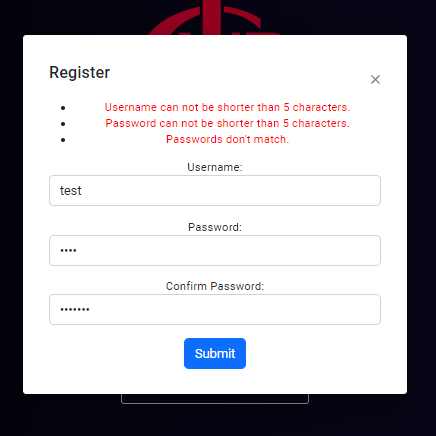 Register
×
Username can not be shorter than 5 characters.
Password can not be shorter than 5 characters.
Passwords don't match.
Username:
test
Password:
••••
Confirm Password:
•••••••
Submit